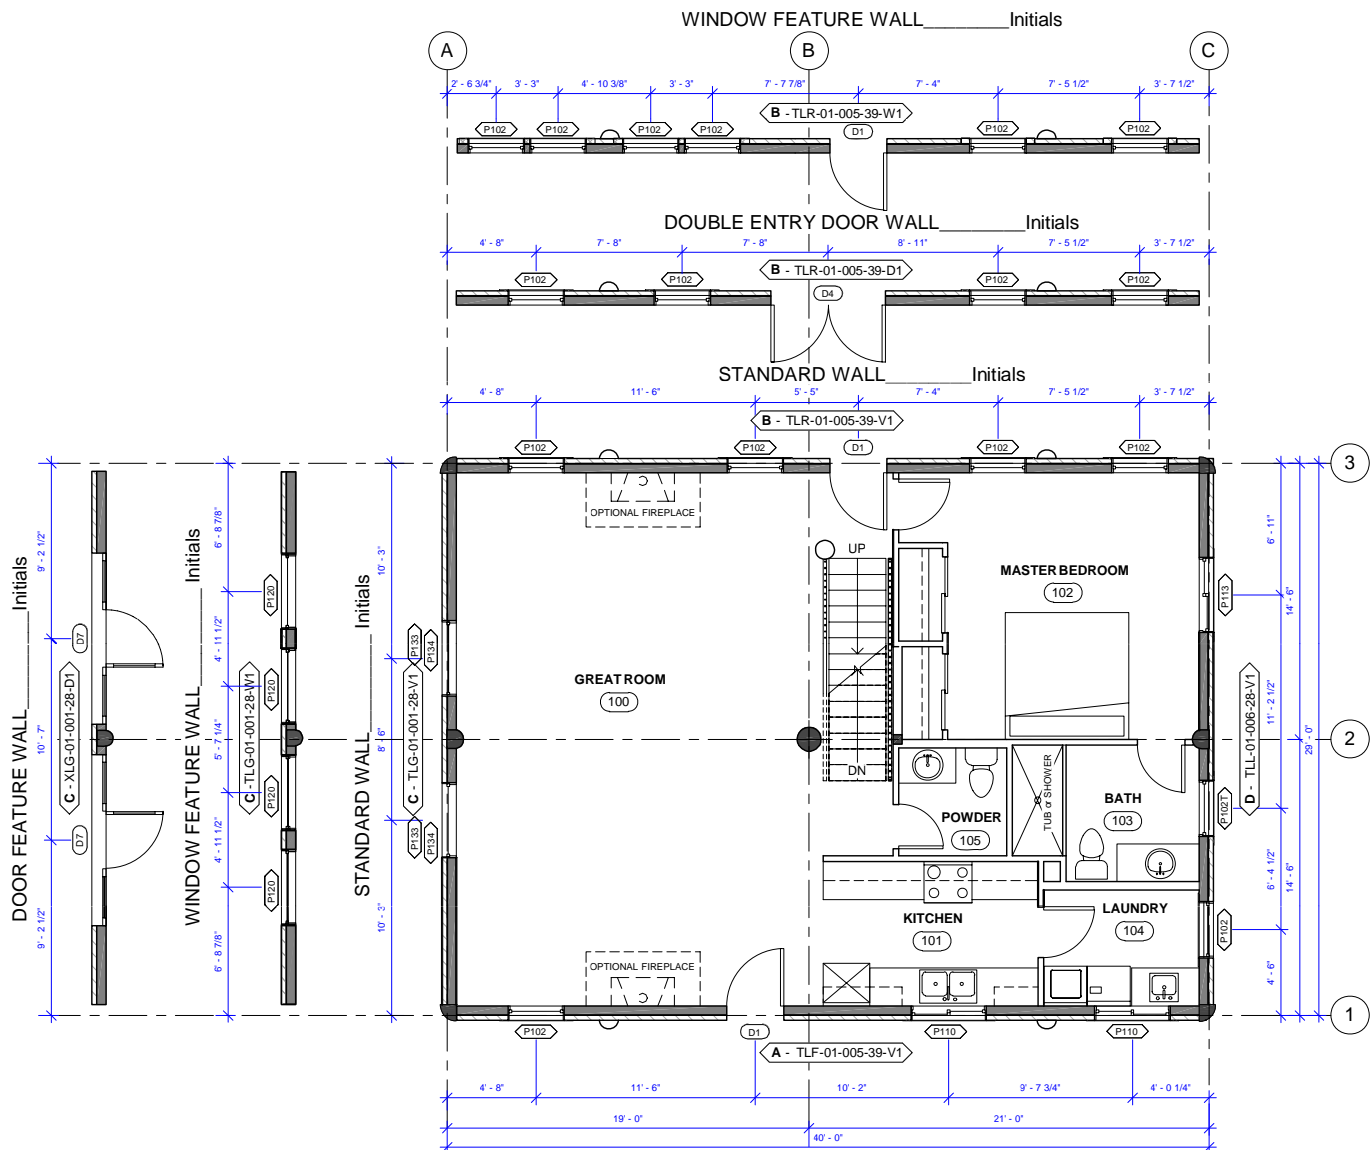 WINDOW FEATURE WALL________Initials
A B C
2' - 6 3/4" 3' - 3" 4' - 10 3/8" 3' - 3" 7' - 7 7/8" 7' - 4" 7' - 5 1/2" 3' - 7 1/2"
B - TLR-01-005-39-W1
P102 P102 P102 P102 D1 P102 P102
DOUBLE ENTRY DOOR WALL________Initials
4' - 8" 7' - 8" 7' - 8" 8' - 11" 7' - 5 1/2" 3' - 7 1/2"
B - TLR-01-005-39-D1
P102 P102 D4 P102 P102
STANDARD WALL________Initials
4' - 8" 11' - 6" 5' - 5" 7' - 4" 7' - 5 1/2" 3' - 7 1/2"
B - TLR-01-005-39-V1
P102 P102 D1 P102 P102
3
2
1
DOOR FEATURE WALL________Initials
9' - 2 1/2"
10' - 7"
9' - 2 1/2"
D7
D7
C - XLG-01-001-28-D1
WINDOW FEATURE WALL________Initials
6' - 8 7/8"
4' - 11 1/2"
5' - 7 1/4"
4' - 11 1/2"
6' - 8 7/8"
P120
P120
P120
P120
C - TLG-01-001-28-W1
STANDARD WALL________Initials
10' - 3"
8' - 6"
10' - 3"
P133 P134
P133 P134
C - TLG-01-001-28-V1
OPTIONAL FIREPLACE
UP
DN
GREAT ROOM
100
MASTER BEDROOM
102
POWDER
105
TUB or SHOWER
BATH
103
KITCHEN
101
LAUNDRY
104
OPTIONAL FIREPLACE
P113
P102T
P102
D - TLL-01-006-28-V1
6' - 11"
11' - 2 1/2"
6' - 4 1/2"
4' - 6"
14' - 6"
14' - 6"
29' - 0"
P102 D1 P110 P110
A - TLF-01-005-39-V1
4' - 8" 11' - 6" 10' - 2" 9' - 7 3/4" 4' - 0 1/4"
19' - 0" 21' - 0"
40' - 0"